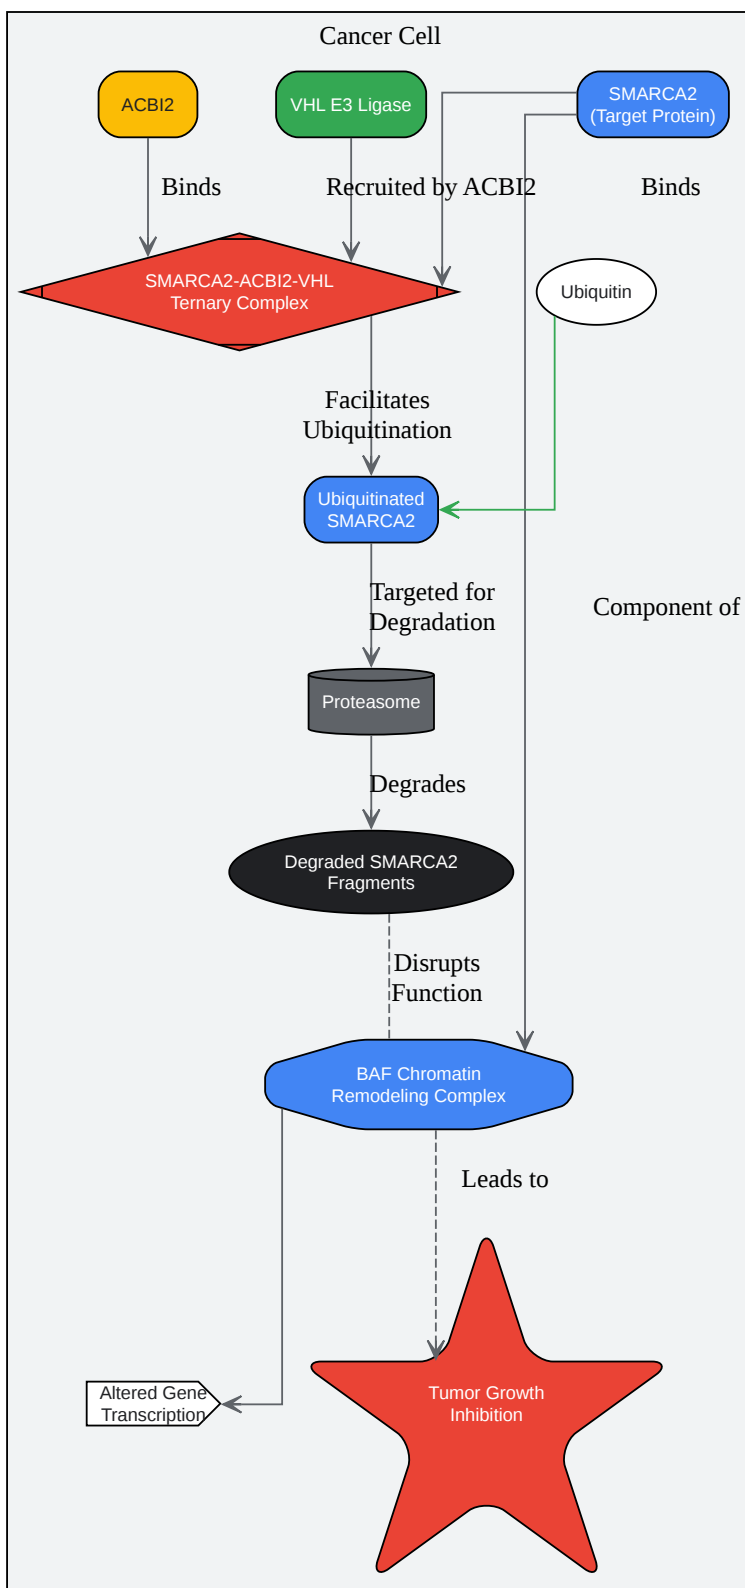 Cancer Cell
ACBI2
VHL E3 Ligase
SMARCA2
(Target Protein)
Binds
Recruited by ACBI2
Binds
SMARCA2-ACBI2-VHL
Ternary Complex
Ubiquitin
Facilitates
Ubiquitination
Ubiquitinated
SMARCA2
Targeted for
Degradation
Component of
Proteasome
Degrades
Degraded SMARCA2
Fragments
Disrupts
Function
BAF Chromatin
Remodeling Complex
Leads to
Altered Gene
Transcription
Tumor Growth
Inhibition